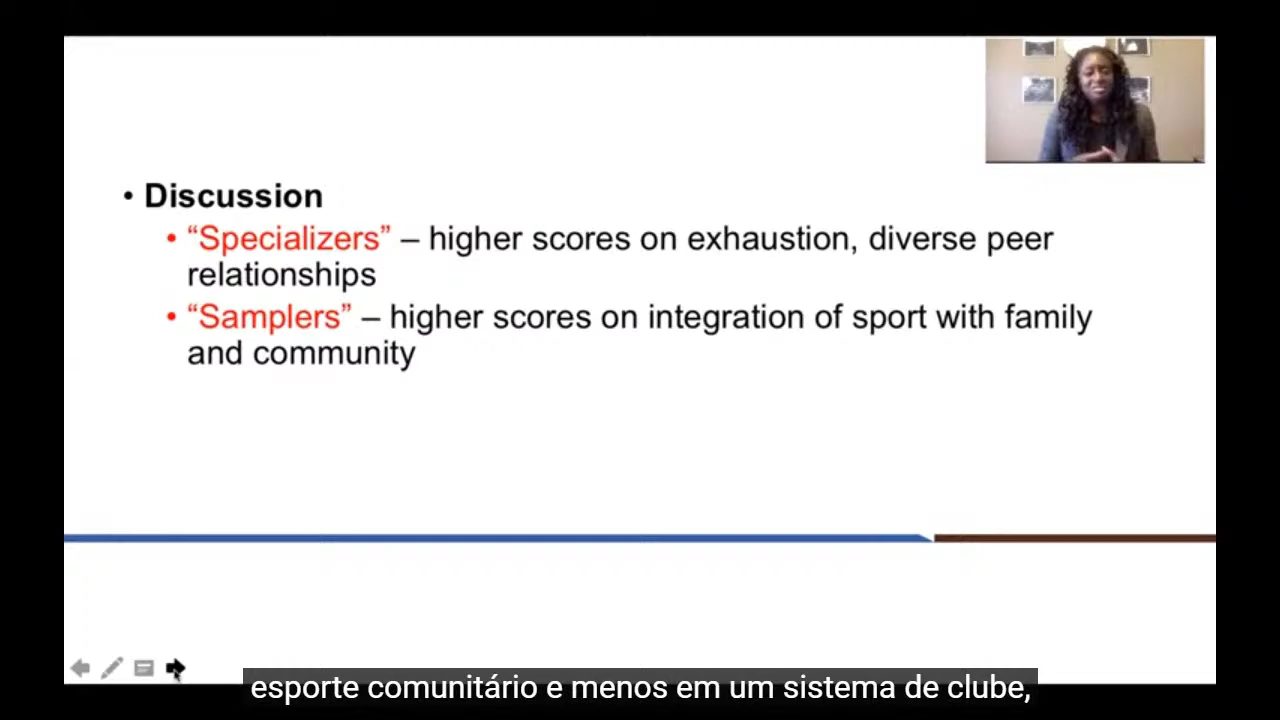 • Discussion
• “Specializers” – higher scores on exhaustion, diverse peer
relationships
• “Samplers” – higher scores on integration of sport with family
and community
esporte comunitário e menos em um sistema de clube,